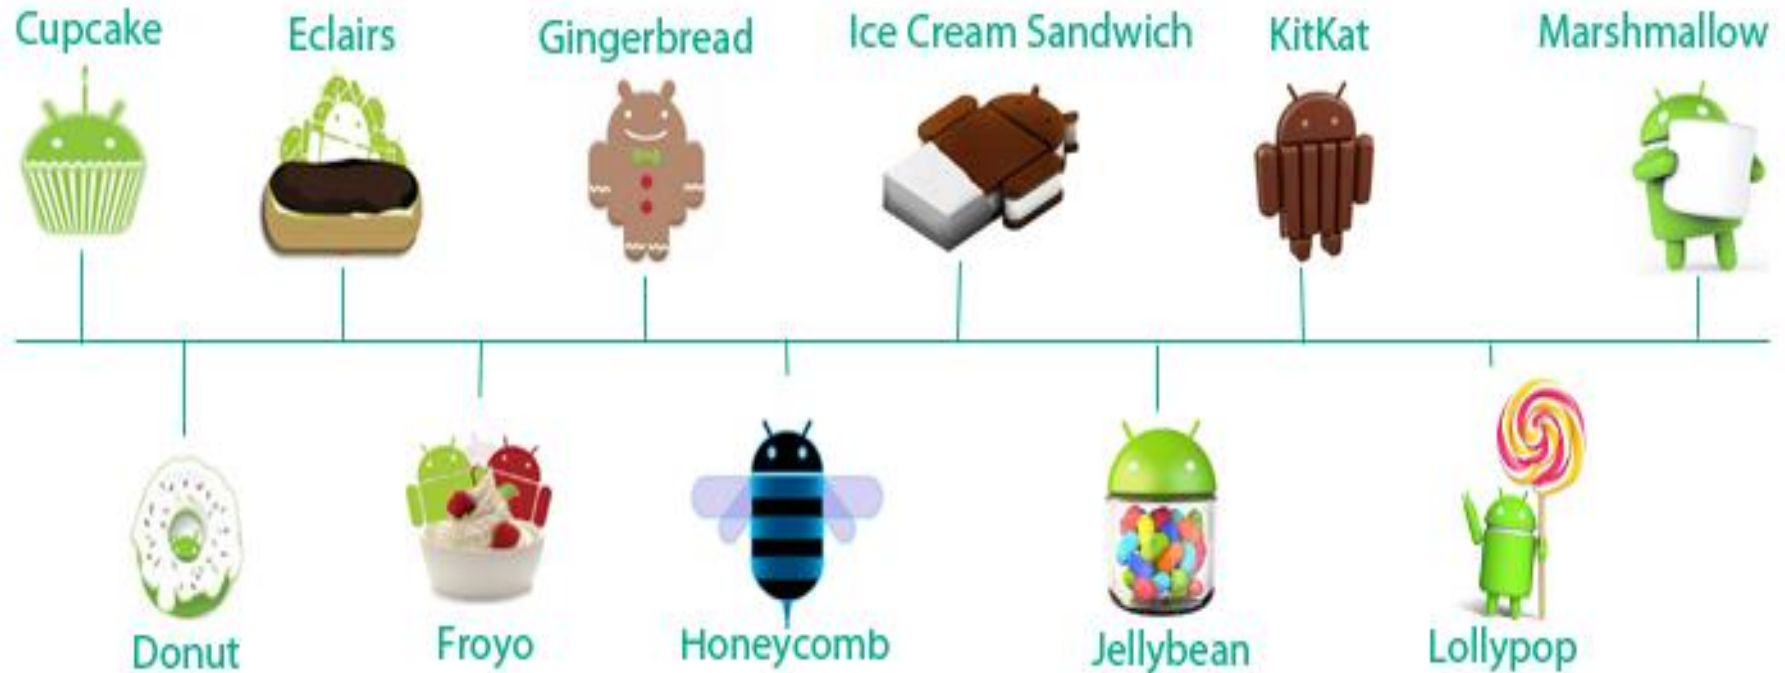 Cupcake
Eclairs
Gingerbread
Ice Cream Sandwich
KitKat
Marshmallow
Donut
Froyo
Honeycomb
Jellybean
Lollypop